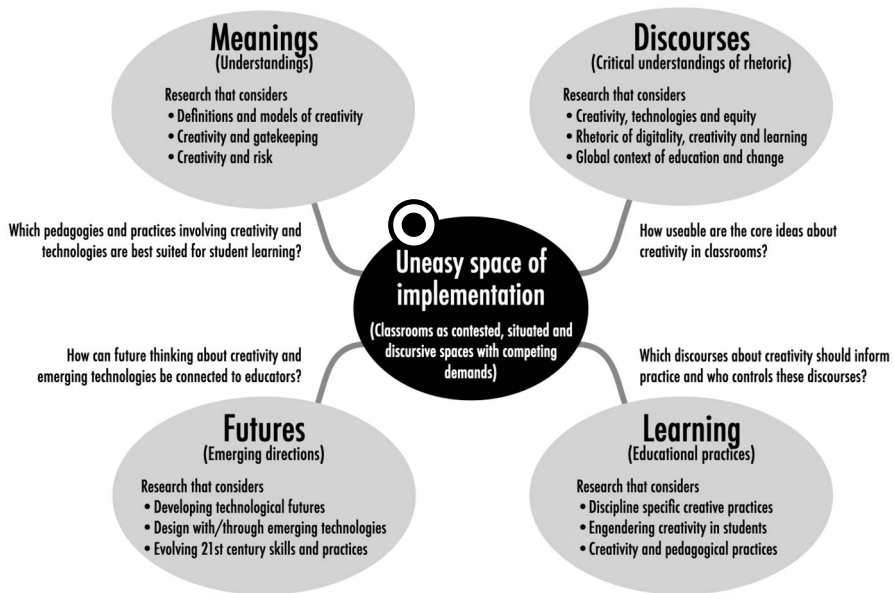 Meanings
(Understandings)
Research that considers
• Definitions and models of creativity
• Creativity and gatekeeping
• Creativity and risk
Discourses
(Critical understandings of rhetoric)
Research that considers
• Creativity, technologies and equity
• Rhetoric of digitality, creativity and learning
• Global context of education and change
Which pedagogies and practices involving creativity and
technologies are best suited for student learning?
How useable are the core ideas about
creativity in classrooms?
Uneasy space of
implementation
(Classrooms as contested, situated and
discursive spaces with competing
demands)
How can future thinking about creativity and
emerging technologies be connected to educators?
Which discourses about creativity should inform
practice and who controls these discourses?
Futures
(Emerging directions)
Research that considers
• Developing technological futures
• Design with/through emerging technologies
• Evolving 21st century skills and practices
Learning
(Educational practices)
Research that considers
• Discipline specific creative practices
• Engendering creativity in students
• Creativity and pedagogical practices